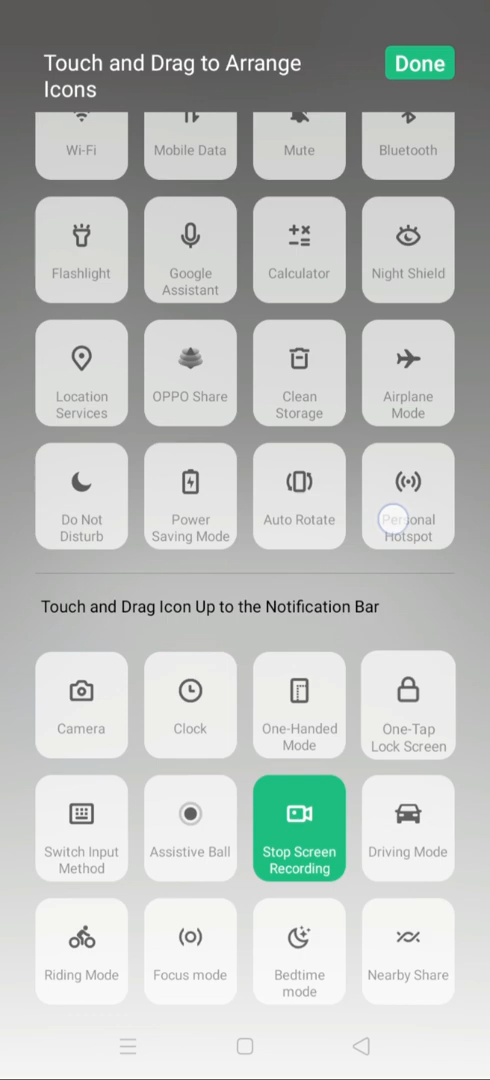 Touch and Drag to Arrange
Icons
Done
Wi-Fi
Mobile Data
Mute
Bluetooth
Flashlight
Google
Assistant
Calculator
Night Shield
Location
Services
OPPO Share
Clean
Storage
Airplane
Mode
Do Not
Disturb
Power
Saving Mode
Auto Rotate
Personal
Hotspot
Touch and Drag Icon Up to the Notification Bar
Camera
Clock
One-Handed
Mode
One-Tap
Lock Screen
Switch Input
Method
Assistive Ball
Stop Screen
Recording
Driving Mode
Riding Mode
Focus mode
Bedtime
mode
Nearby Share